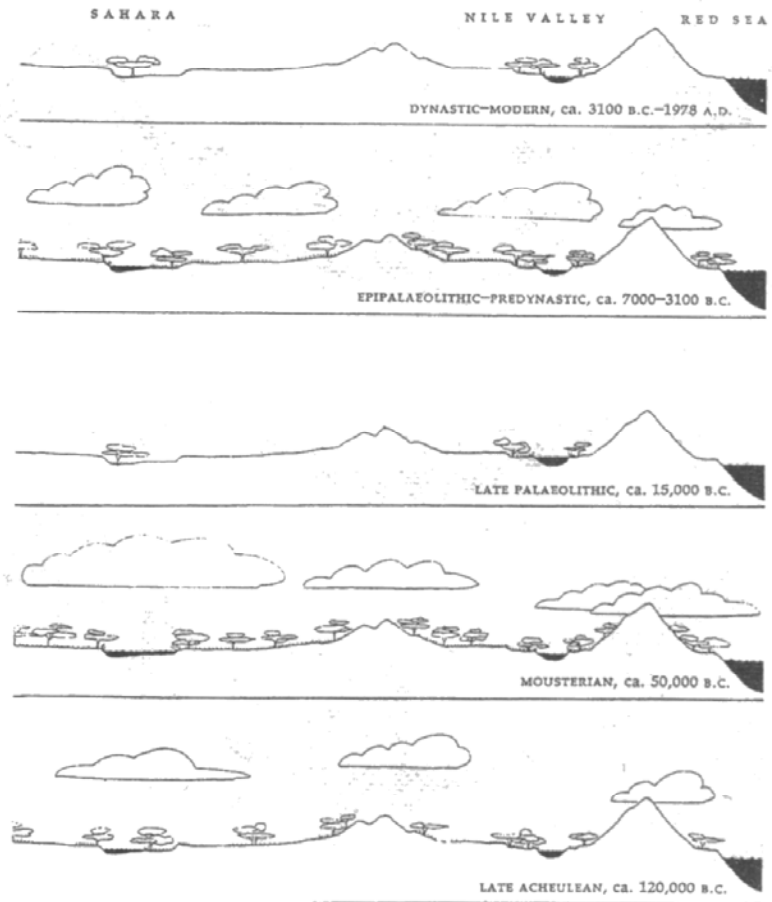 SAHARA NILE VALLEY RED SEA
DYNASTIC–MODERN, ca. 3100 B.C.–1978 A.D.
EPIPALAEOLITHIC–PREDYNASTIC, ca. 7000–3100 B.C.
LATE PALAEOLITHIC, ca. 15,000 B.C.
MOUSTERIAN, ca. 50,000 B.C.
LATE ACHEULEAN, ca. 120,000 B.C.